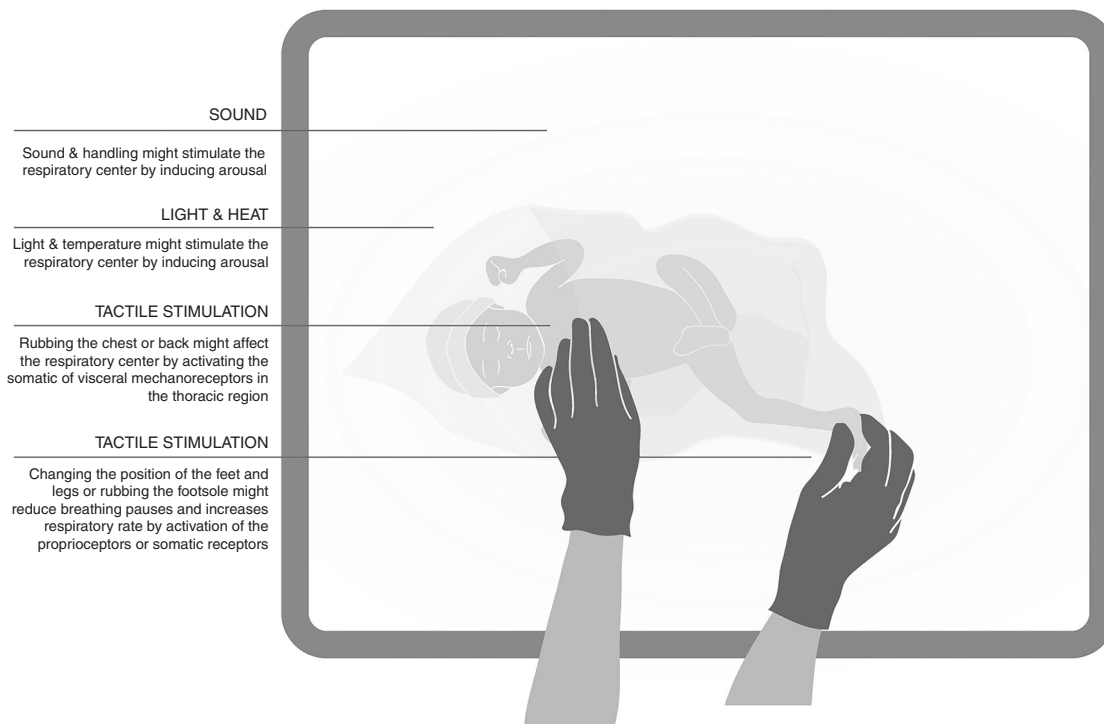 SOUND
Sound & handling might stimulate the
respiratory center by inducing arousal
LIGHT & HEAT
Light & temperature might stimulate the
respiratory center by inducing arousal
TACTILE STIMULATION
Rubbing the chest or back might affect
the respiratory center by activating the
somatic of visceral mechanoreceptors in
the thoracic region
TACTILE STIMULATION
Changing the position of the feet and
legs or rubbing the footsole might
reduce breathing pauses and increases
respiratory rate by activation of the
proprioceptors or somatic receptors